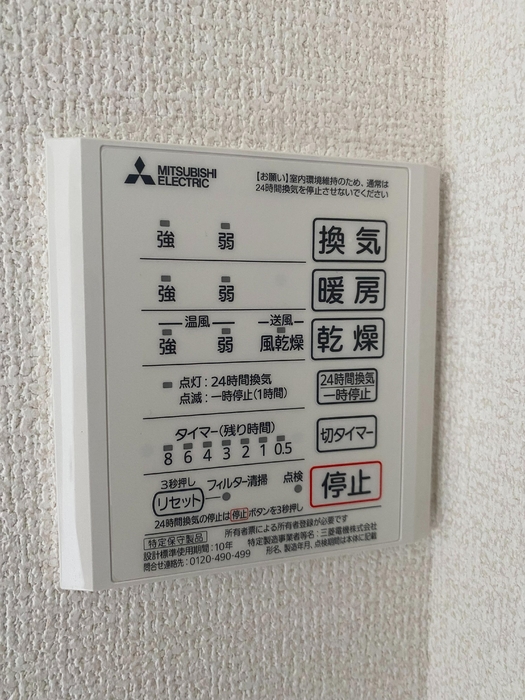 MITSUBISHI
ELECTRIC
【お願い】室内環境維持のため、通常は
24時間換気を停止させないでください
強 弱 換気
強 弱 暖房
温風 送風
強 弱 風乾燥 乾燥
点灯：24時間換気
点滅：一時停止(1時間)
24時間換気
一時停止
タイマー(残り時間)
8 6 4 3 2 1 0.5
切タイマー
3秒押し
リセット フィルター清掃 点検
停止
24時間換気の停止は停止ボタンを3秒押し
所有者票による所有者登録が必要です
特定保守製品 特定製造事業者等名：三菱電機株式会社
設計標準使用期間：10年 形名、製造年月、点検期間は本体に記載
問合せ連絡先：0120-490-499